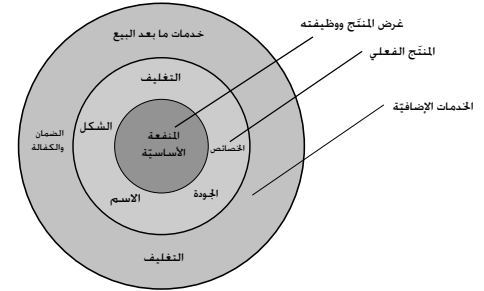 خدمات ما بعد البيع
غرض المنتّج ووظيفته
المنتّج الفعلي
الخدمات الإضافيّة
التغليف
الشكل
المنفعة
الأساسيّة
الخصائص
الضمان
والكفالة
الجودة
الاسم
التغليف